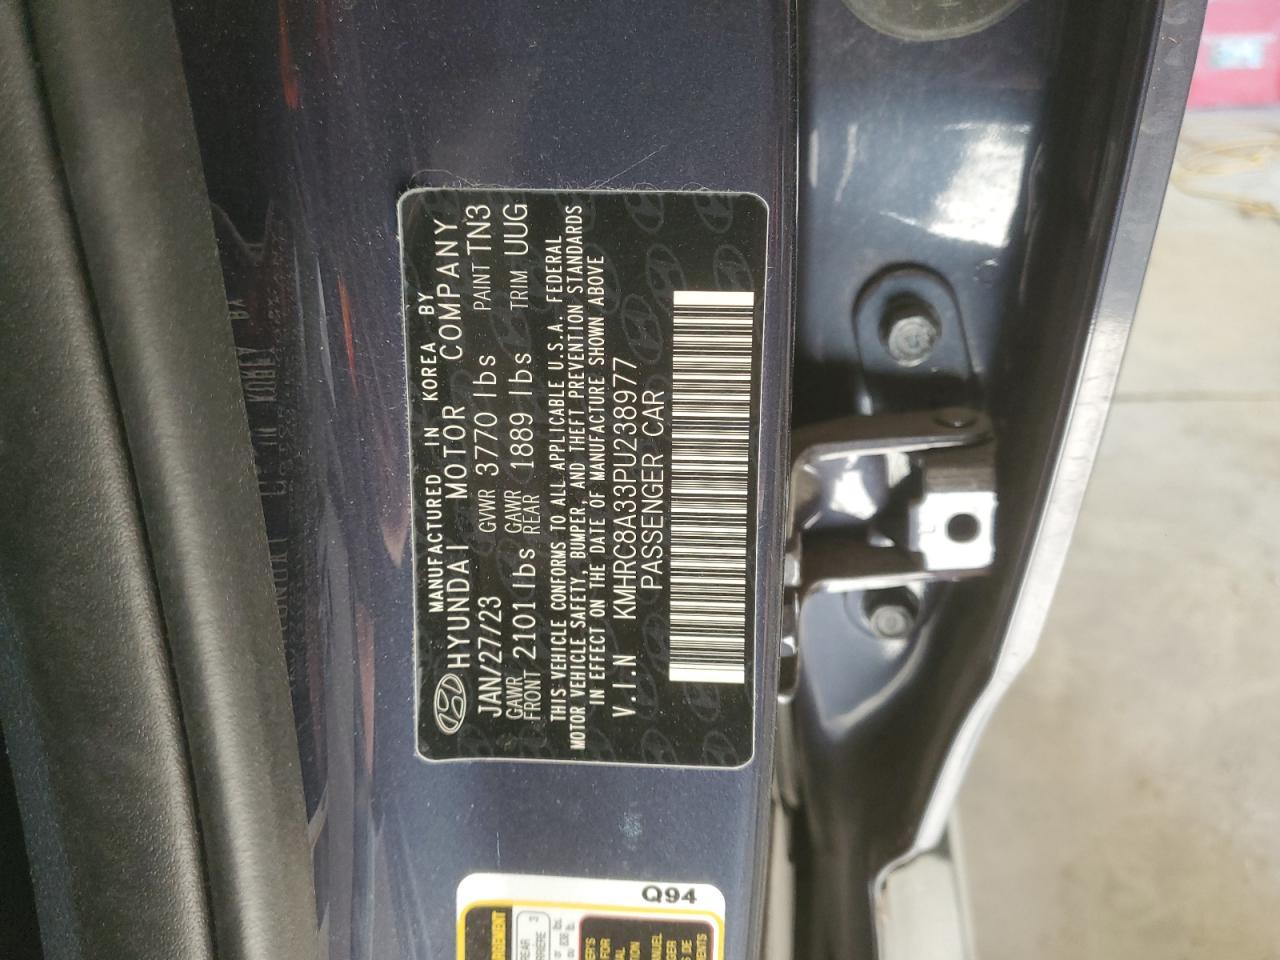 MANUFACTURED IN KOREA BY
HYUNDAI MOTOR COMPANY
JAN/27/23 GVWR 3770 lbs PAINT TN3
GAWR FRONT 2101 lbs GAWR REAR 1889 lbs TRIM UUG
THIS VEHICLE CONFORMS TO ALL APPLICABLE U.S.A. FEDERAL
MOTOR VEHICLE SAFETY, BUMPER, AND THEFT PREVENTION STANDARDS
IN EFFECT ON THE DATE OF MANUFACTURE SHOWN ABOVE
V.I.N KMHRC8A33PU238977
PASSENGER CAR
Q94
REAR 3